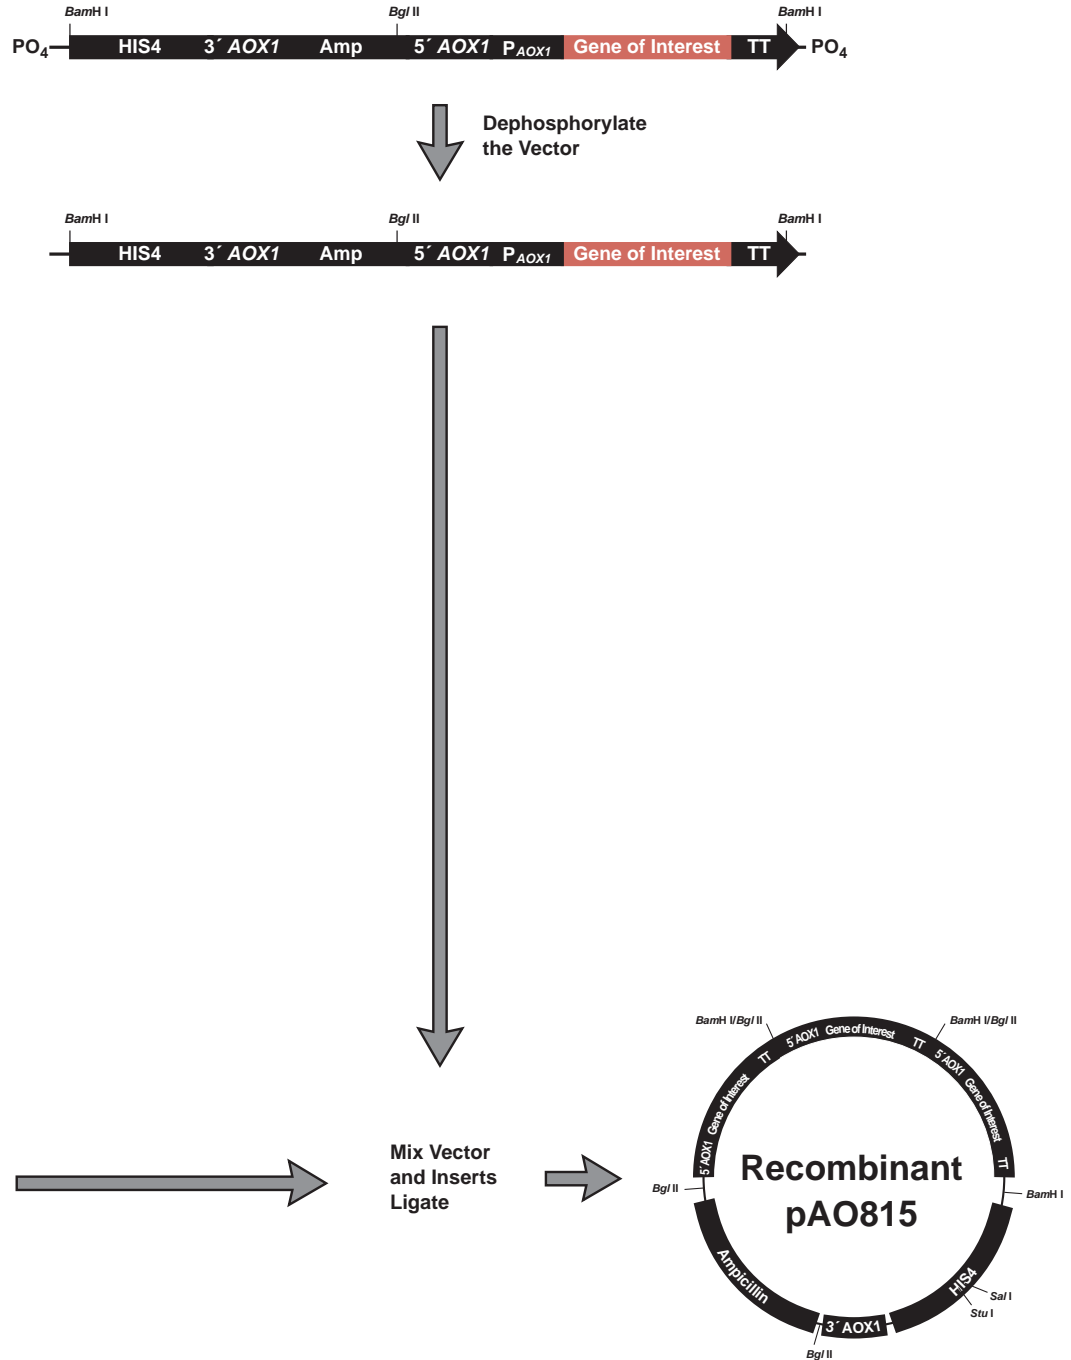 BamH I Bgl II BamH I
PO4 HIS4 3´ AOX1 Amp 5´ AOX1 PAOX1 Gene of Interest TT PO4
Dephosphorylate
the Vector
BamH I Bgl II BamH I
HIS4 3´ AOX1 Amp 5´ AOX1 PAOX1 Gene of Interest TT
Mix Vector
and Inserts
Ligate
BamH I/Bgl II BamH I/Bgl II
5´AOX1 Gene of Interest TT 5´AOX1 Gene of Interest TT 5´AOX1 Gene of Interest TT
Recombinant
pAO815
Bgl II BamH I
Ampicillin HIS4
Sal I
Stu I
3´ AOX1
Bgl II